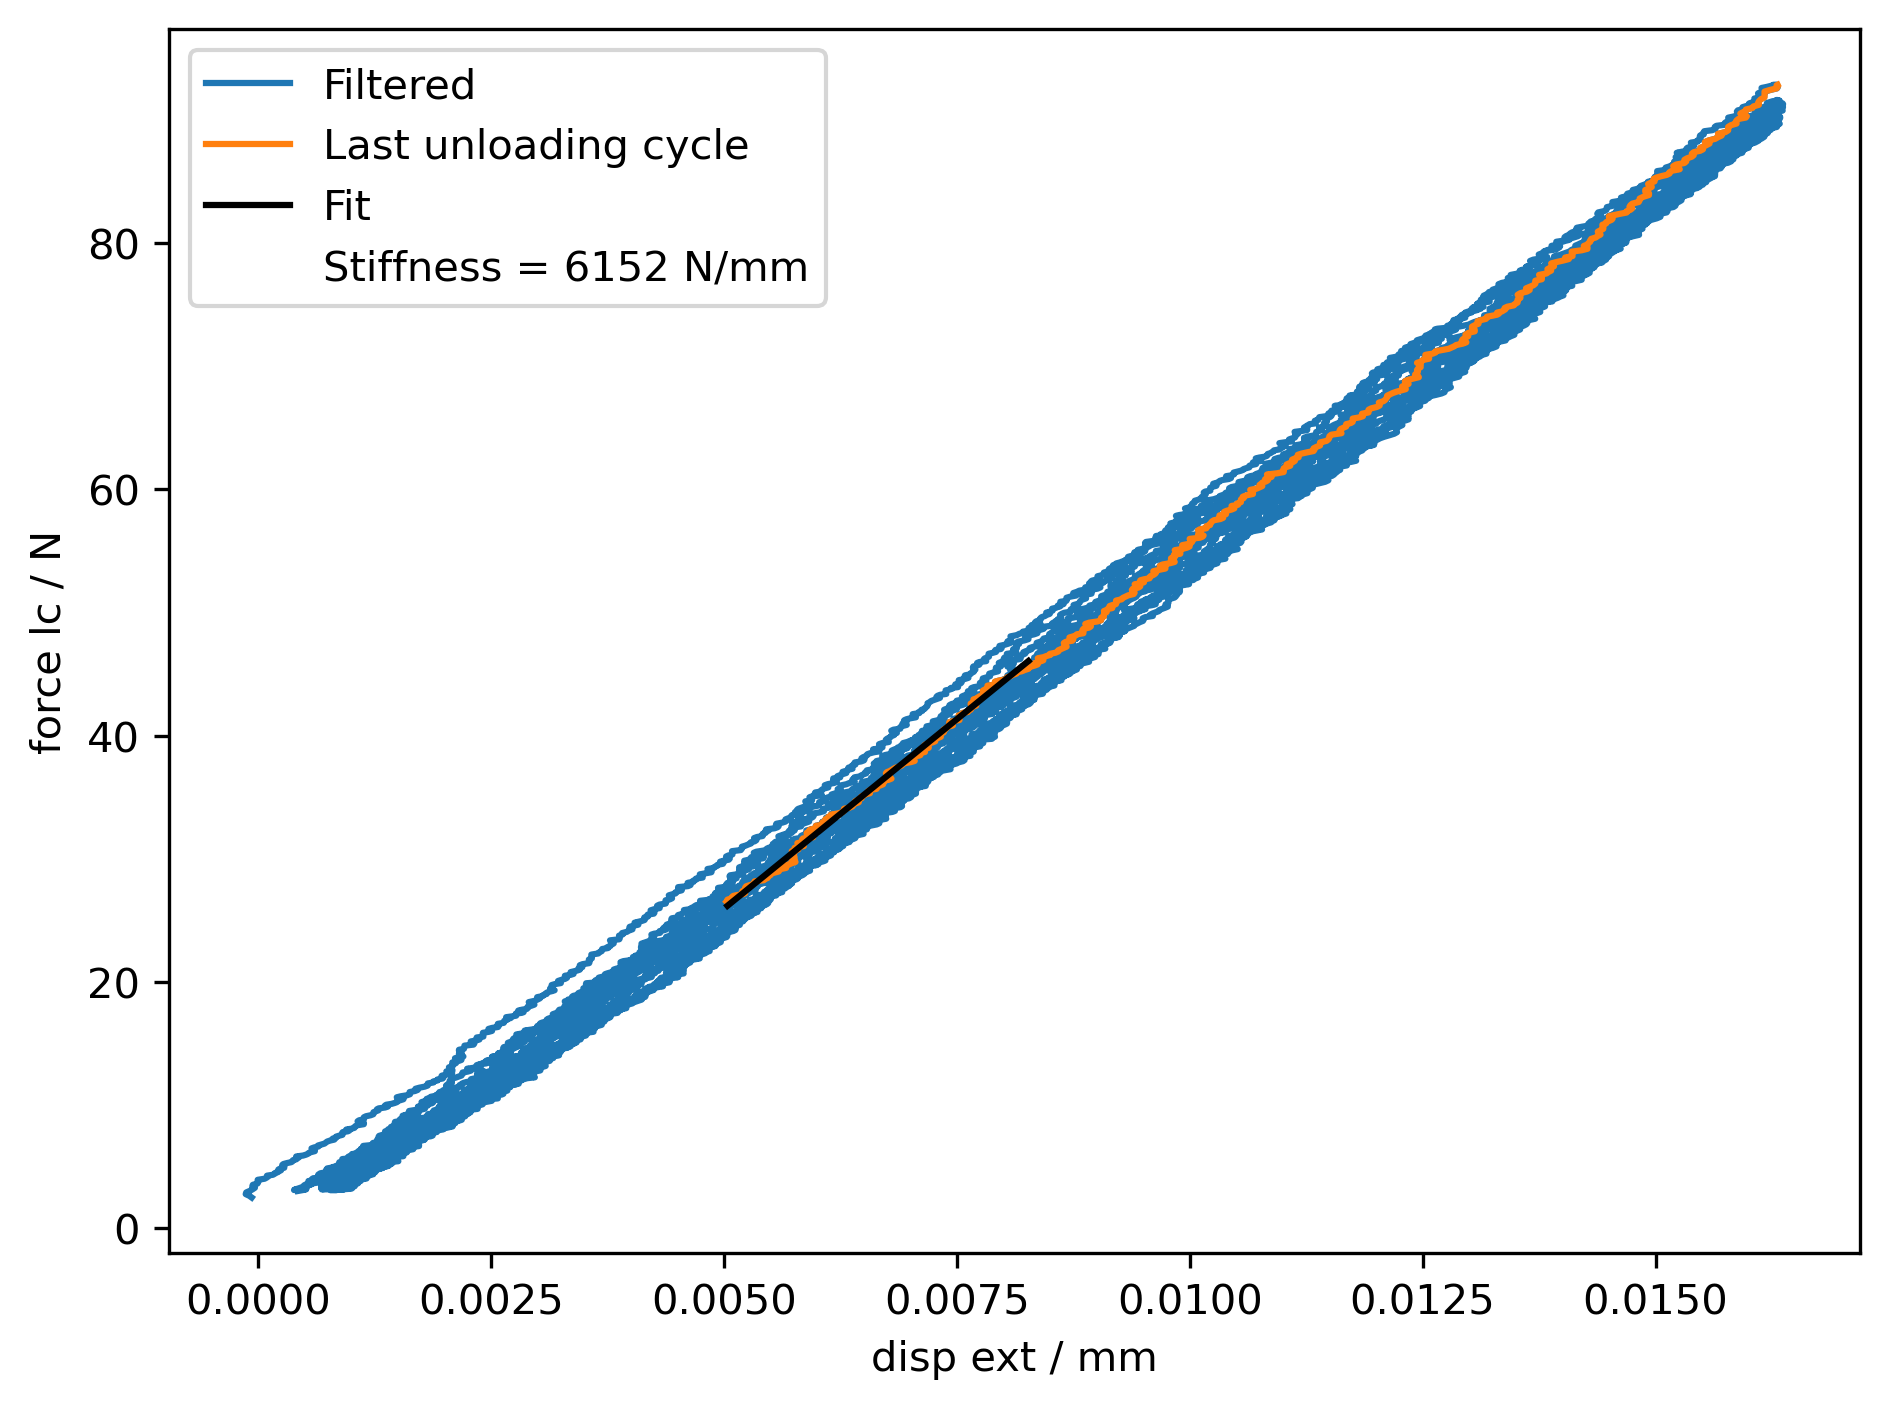 Filtered
Last unloading cycle
Fit
Stiffness = 6152 N/mm
80
60
40
20
0
force lc / N
0.0000 0.0025 0.0050 0.0075 0.0100 0.0125 0.0150
disp ext / mm